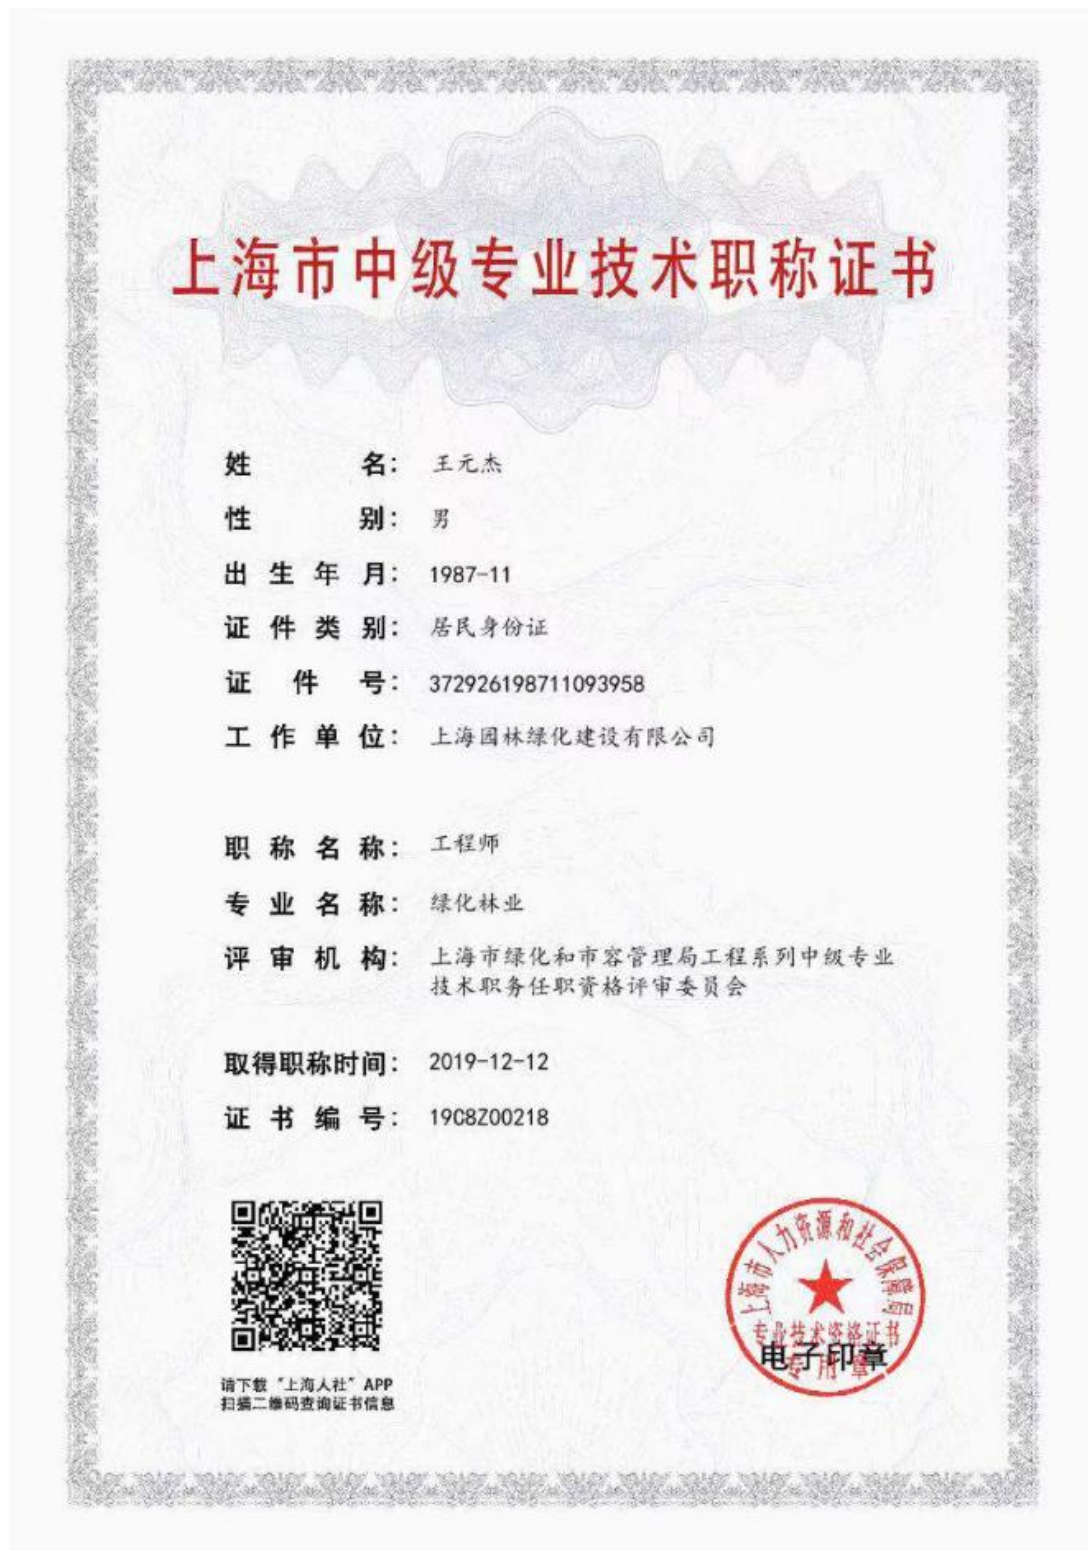 上海市中级专业技术职称证书
姓名：王元杰
性别：男
出生年月：1987-11
证件类别：居民身份证
证件号：372926198711093958
工作单位：上海园林绿化建设有限公司
职称名称：工程师
专业名称：绿化林业
评审机构：上海市绿化和市容管理局工程系列中级专业
技术职务任职资格评审委员会
取得职称时间：2019-12-12
证书编号：19C8Z00218
请下载“上海人社”APP
扫描二维码查询证书信息
上海市人力资源和社会保障局
专业技术资格证书
专用章
电子印章